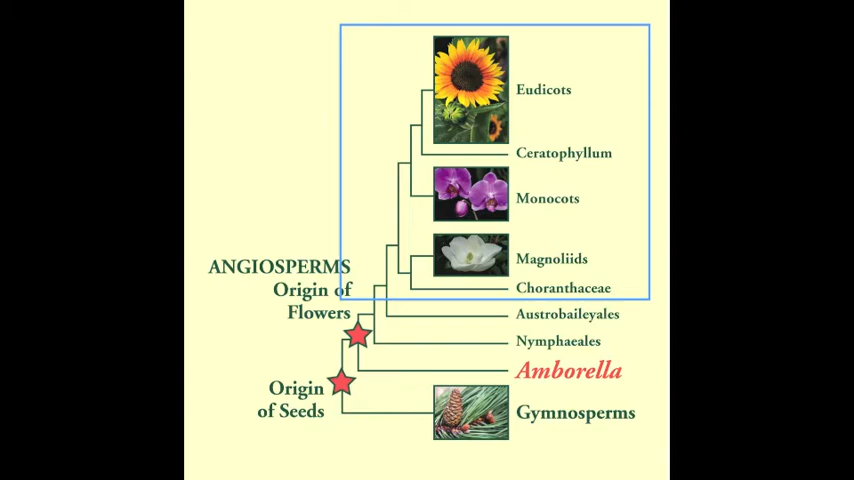 Eudicots
Ceratophyllum
Monocots
Magnoliids
Choranthaceae
ANGIOSPERMS
Origin of
Flowers
Austrobaileyales
Nymphaeales
Amborella
Origin
of Seeds
Gymnosperms